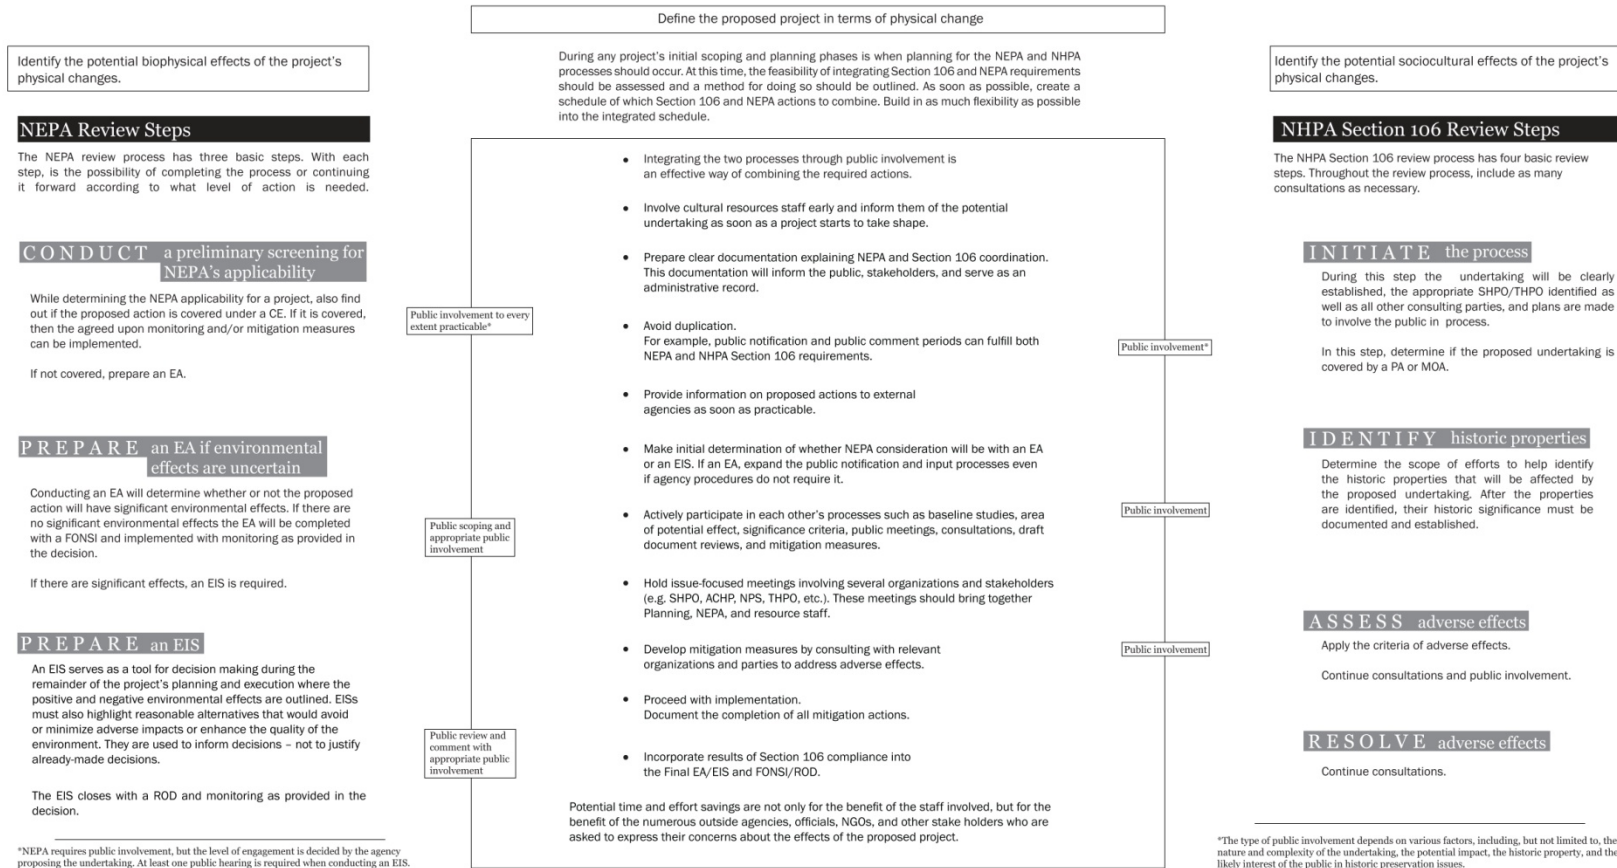 Define the proposed project in terms of physical change
Identify the potential biophysical effects of the project's
physical changes.
NEPA Review Steps
The NEPA review process has three basic steps. With each
step, is the possibility of completing the process or continuing
it forward according to what level of action is needed.
CONDUCT a preliminary screening for
NEPA's applicability
While determining the NEPA applicability for a project, also find
out if the proposed action is covered under a CE. If it is covered,
then the agreed upon monitoring and/or mitigation measures
can be implemented.
If not covered, prepare an EA.
PREPARE an EA if environmental
effects are uncertain
Conducting an EA will determine whether or not the proposed
action will have significant environmental effects. If there are
no significant environmental effects the EA will be completed
with a FONSI and implemented with monitoring as provided in
the decision.
If there are significant effects, an EIS is required.
PREPARE an EIS
An EIS serves as a tool for decision making during the
remainder of the project's planning and execution where the
positive and negative environmental effects are outlined. EISs
must also highlight reasonable alternatives that would avoid
or minimize adverse impacts or enhance the quality of the
environment. They are used to inform decisions – not to justify
already-made decisions.
The EIS closes with a ROD and monitoring as provided in the
decision.
*NEPA requires public involvement, but the level of engagement is decided by the agency
proposing the undertaking. At least one public hearing is required when conducting an EIS.
Public involvement to every
extent practicable*
Public scoping and
appropriate public
involvement
Public review and
comment with
appropriate public
involvement
During any project's initial scoping and planning phases is when planning for the NEPA and NHPA
processes should occur. At this time, the feasibility of integrating Section 106 and NEPA requirements
should be assessed and a method for doing so should be outlined. As soon as possible, create a
schedule of which Section 106 and NEPA actions to combine. Build in as much flexibility as possible
into the integrated schedule.
• Integrating the two processes through public involvement is
an effective way of combining the required actions.
• Involve cultural resources staff early and inform them of the potential
undertaking as soon as a project starts to take shape.
• Prepare clear documentation explaining NEPA and Section 106 coordination.
This documentation will inform the public, stakeholders, and serve as an
administrative record.
• Avoid duplication.
For example, public notification and public comment periods can fulfill both
NEPA and NHPA Section 106 requirements.
• Provide information on proposed actions to external
agencies as soon as practicable.
• Make initial determination of whether NEPA consideration will be with an EA
or an EIS. If an EA, expand the public notification and input processes even
if agency procedures do not require it.
• Actively participate in each other's processes such as baseline studies, area
of potential effect, significance criteria, public meetings, consultations, draft
document reviews, and mitigation measures.
• Hold issue-focused meetings involving several organizations and stakeholders
(e.g. SHPO, ACHP, NPS, THPO, etc.). These meetings should bring together
Planning, NEPA, and resource staff.
• Develop mitigation measures by consulting with relevant
organizations and parties to address adverse effects.
• Proceed with implementation.
Document the completion of all mitigation actions.
• Incorporate results of Section 106 compliance into
the Final EA/EIS and FONSI/ROD.
Potential time and effort savings are not only for the benefit of the staff involved, but for the
benefit of the numerous outside agencies, officials, NGOs, and other stake holders who are
asked to express their concerns about the effects of the proposed project.
Public involvement*
Public involvement
Public involvement
Identify the potential sociocultural effects of the project's
physical changes.
NHPA Section 106 Review Steps
The NHPA Section 106 review process has four basic review
steps. Throughout the review process, include as many
consultations as necessary.
INITIATE the process
During this step the undertaking will be clearly
established, the appropriate SHPO/THPO identified as
well as all other consulting parties, and plans are made
to involve the public in process.
In this step, determine if the proposed undertaking is
covered by a PA or MOA.
IDENTIFY historic properties
Determine the scope of efforts to help identify
the historic properties that will be affected by
the proposed undertaking. After the properties
are identified, their historic significance must be
documented and established.
ASSESS adverse effects
Apply the criteria of adverse effects.
Continue consultations and public involvement.
RESOLVE adverse effects
Continue consultations.
*The type of public involvement depends on various factors, including, but not limited to, the
nature and complexity of the undertaking, the potential impact, the historic property, and the
likely interest of the public in historic preservation issues.